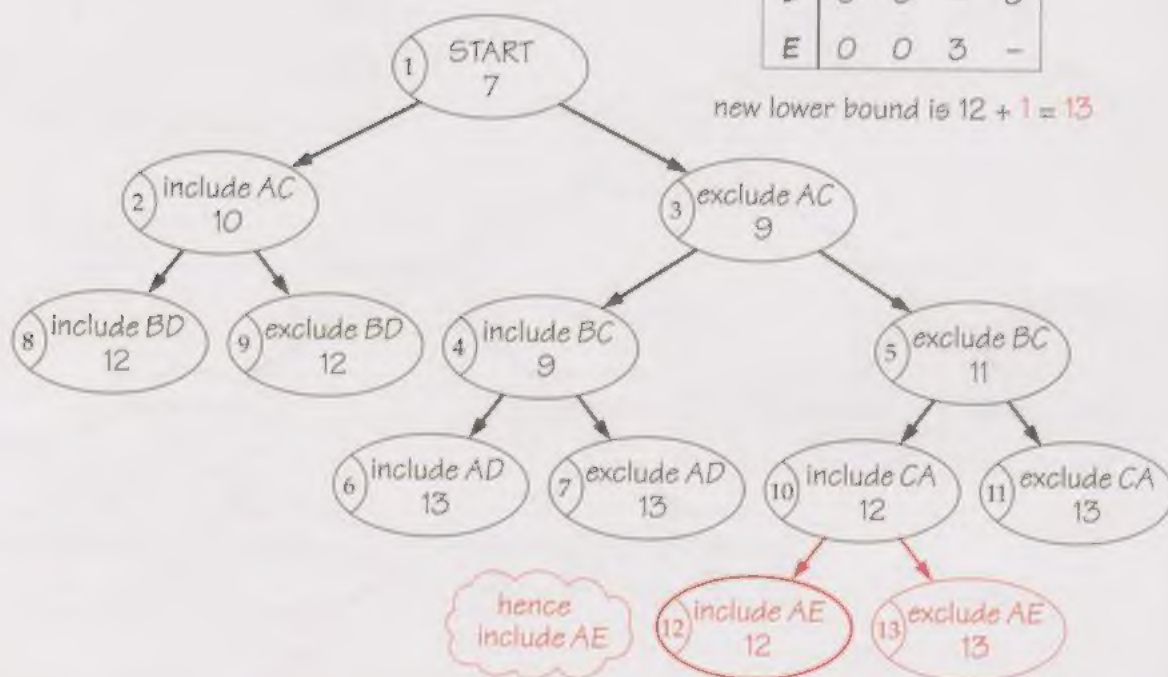 E 0 0 3 -
new lower bound is 12 + 1 = 13
1 START
7
2 include AC
10
3 exclude AC
9
8 include BD
12
9 exclude BD
12
4 include BC
9
5 exclude BC
11
6 include AD
13
7 exclude AD
13
10 include CA
12
11 exclude CA
13
hence
include AE
12 include AE
12
13 exclude AE
13